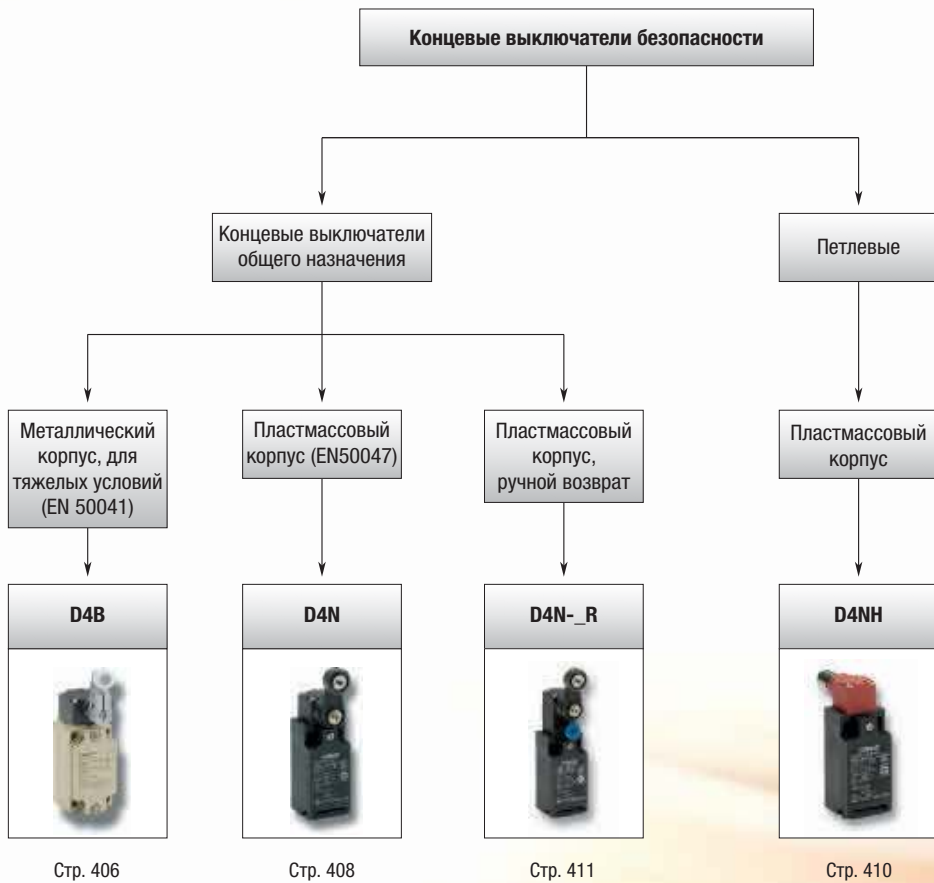 Концевые выключатели безопасности
Концевые выключатели
общего назначения
Петлевые
Металлический
корпус, для
тяжелых условий
(EN 50041)
Пластмассовый
корпус (EN50047)
Пластмассовый
корпус,
ручной возврат
Пластмассовый
корпус
D4B
D4N
D4N-_R
D4NH
Стр. 406
Стр. 408
Стр. 411
Стр. 410